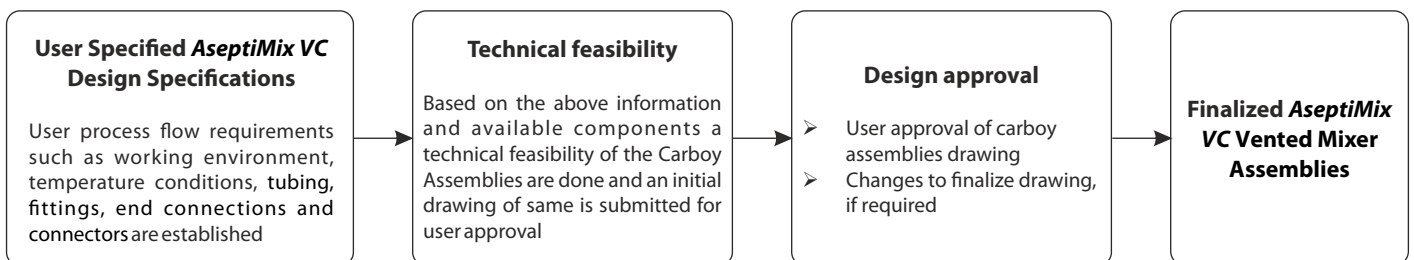 User Specified AseptiMix VC
Design Specifications
User process flow requirements
such as working environment,
temperature conditions, tubing,
fittings, end connections and
connectors are established
Technical feasibility
Based on the above information
and available components a
technical feasibility of the Carboy
Assemblies are done and an initial
drawing of same is submitted for
user approval
Design approval
➢ User approval of carboy
assemblies drawing
➢ Changes to finalize drawing,
if required
Finalized AseptiMix
VC Vented Mixer
Assemblies